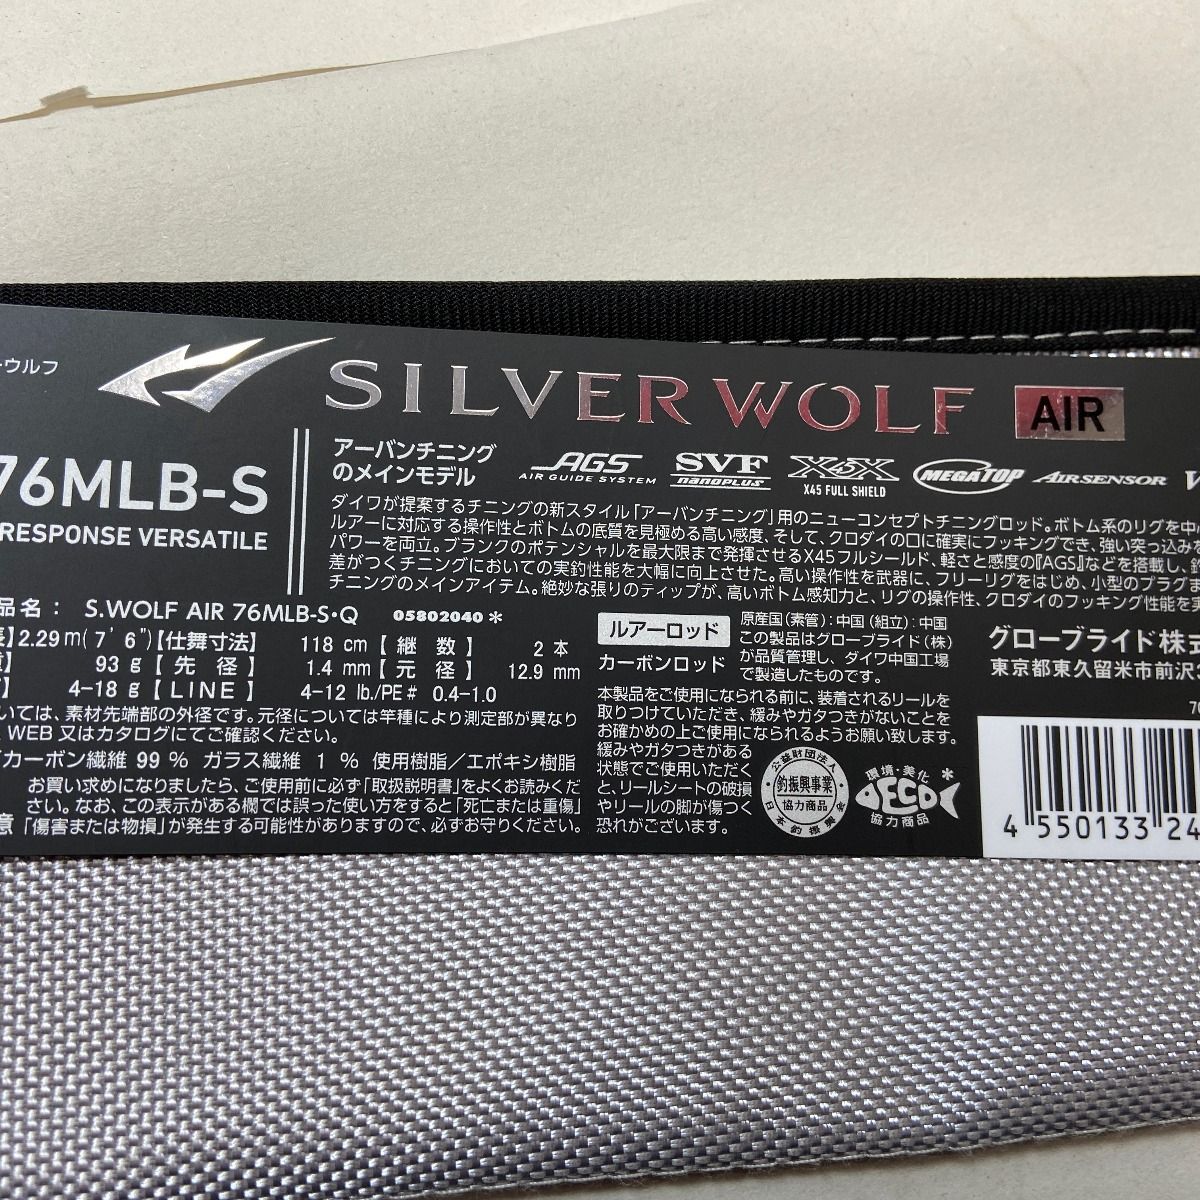 ーウルフ
SILVER WOLF AIR
76MLB-S
RESPONSE VERSATILE
アーバンチニング
のメインモデル
AGS
AIR GUIDE SYSTEM
SVF
nanoplus
X45X
X45 FULL SHIELD
MEGATOP
AIRSENSOR
V
ダイワが提案するチニングの新スタイル「アーバンチニング」用のニューコンセプトチニングロッド。ボトム系のリグを中
ルアーに対応する操作性とボトムの底質を見極める高い感度、そして、クロダイの口に確実にフッキングでき、強い突っ込みを
パワーを両立。ブランクのポテンシャルを最大限まで発揮させるX45フルシールド、軽さと感度の『AGS』などを搭載し、釣
差がつくチニングにおいての実釣性能を大幅に向上させた。高い操作性を武器に、フリーリグをはじめ、小型のプラグま
チニングのメインアイテム。絶妙な張りのティップが、高いボトム感知力と、リグの操作性、クロダイのフッキング性能を実
品名: S.WOLF AIR 76MLB-S・Q 05802040*
長】2.29m(7'6")【仕舞寸法】 118 cm【継 数】 2本
93 g【先 径】 1.4 mm【元 径】 12.9 mm
4-18 g【LINE】 4-12 lb./PE# 0.4-1.0
いては、素材先端部の外径です。元径については竿種により測定部が異なり
WEB 又はカタログにてご確認ください。
カーボン繊維 99 % ガラス繊維 1 % 使用樹脂/エポキシ樹脂
お買い求めになりましたら、ご使用前に必ず「取扱説明書」をよくお読みくだ
さい。なお、この表示がある欄では誤った使い方をすると「死亡または重傷」
意 「傷害または物損」が発生する可能性がありますので、必ずお守りください。
ルアーロッド
カーボンロッド
原産国(素管):中国(組立):中国
この製品はグローブライド(株)
が品質管理し、ダイワ中国工場
で製造したものです。
本製品をご使用になられる前に、装着されるリールを
取りつけていただき、緩みやガタつきがないことを
お確かめの上ご使用になられるようお願い致します。
緩みやガタつきがある
状態でご使用いただく
と、リールシートの破損
やリールの脚が傷つく
恐れがございます。
公益財団法人
釣振興事業
協力商品
日本釣振興会
環境・美化
ECO
協力商品
*
グローブライド株式
東京都東久留米市前沢
70
4 550133 24